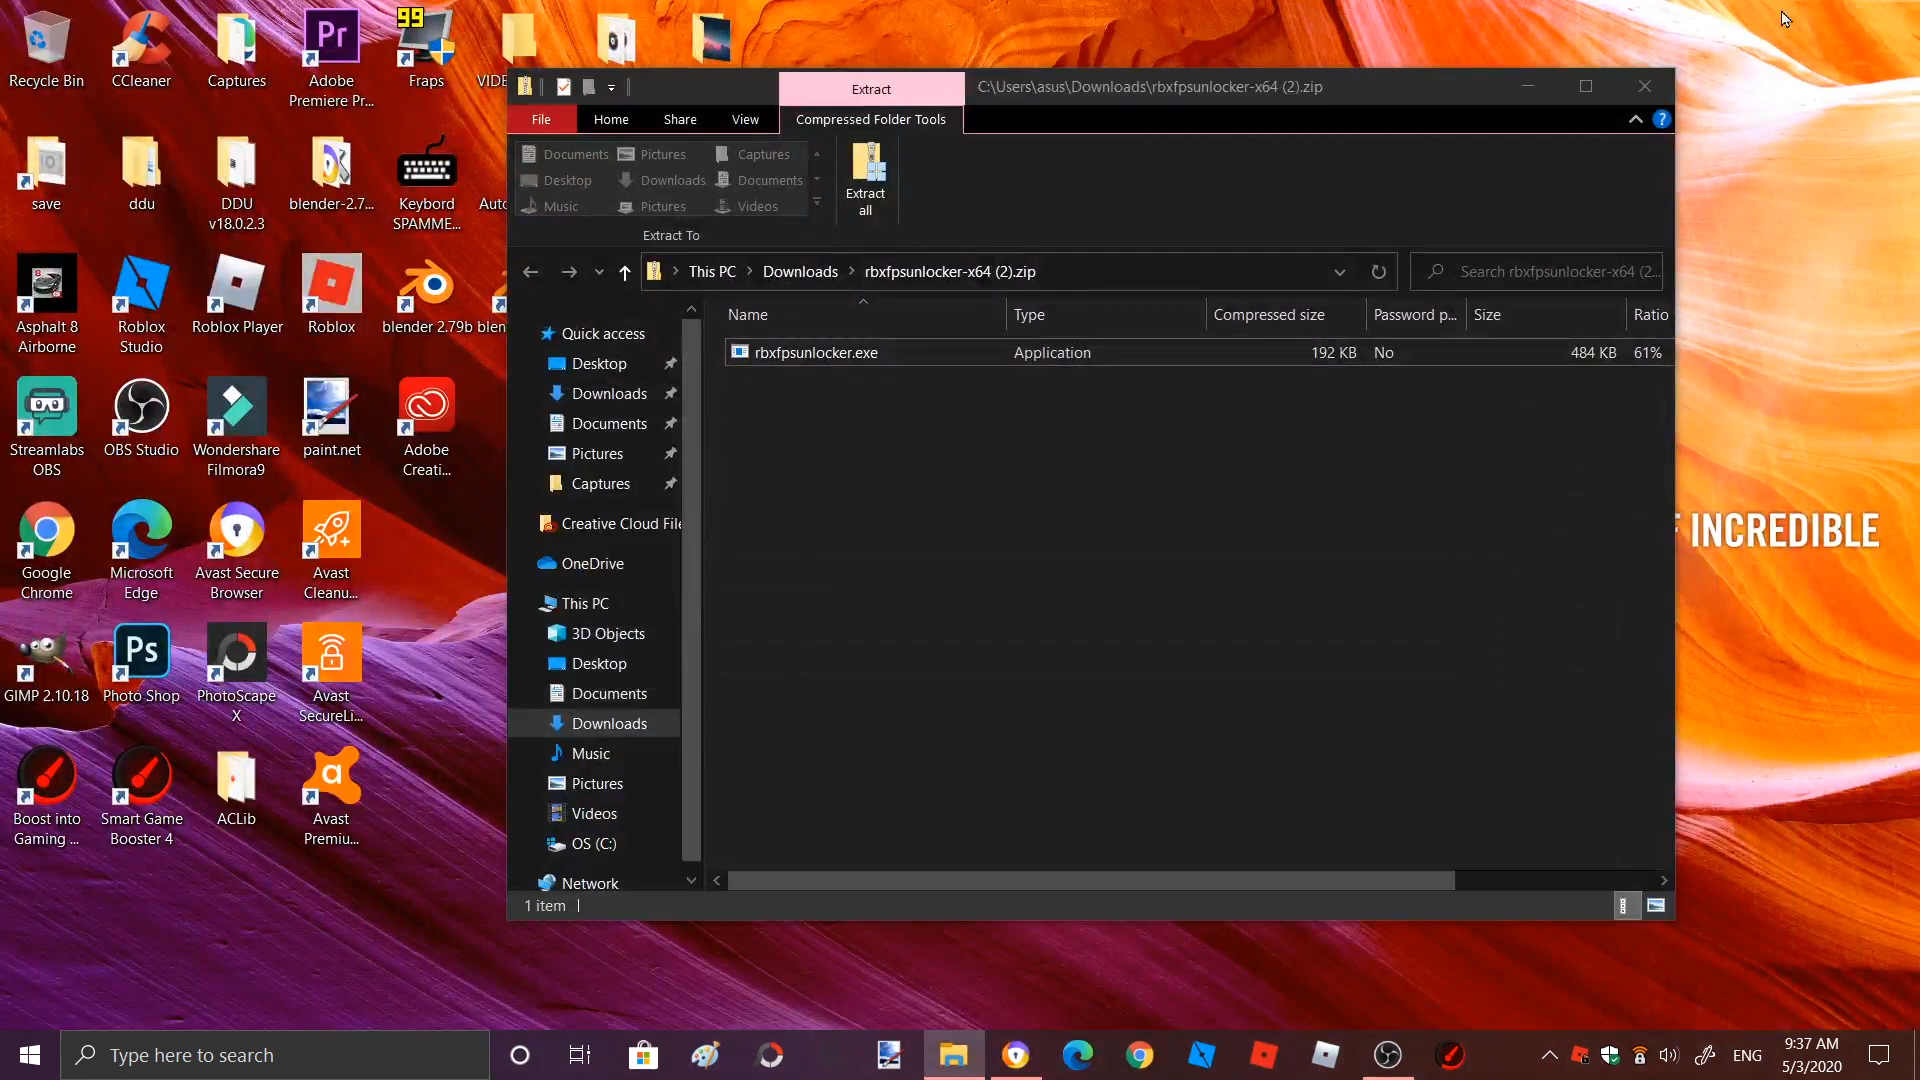 Recycle Bin
CCleaner
Captures
Adobe
Premiere Pr...
99
Fraps
VIDE
save
ddu
DDU
v18.0.2.3
blender-2.7...
Keybord
SPAMME...
Auto
Asphalt 8
Airborne
Roblox
Studio
Roblox Player
Roblox
blender 2.79b
blen
Streamlabs
OBS
OBS Studio
Wondershare
Filmora9
paint.net
Adobe
Creati...
Google
Chrome
Microsoft
Edge
Avast Secure
Browser
Avast
Cleanu...
GIMP 2.10.18
Photo Shop
PhotoScape
X
Avast
SecureLi...
Boost into
Gaming ...
Smart Game
Booster 4
ACLib
Avast
Premiu...
Extract
C:\Users\asus\Downloads\rbxfpsunlocker-x64 (2).zip
File
Home
Share
View
Compressed Folder Tools
Documents
Pictures
Captures
Desktop
Downloads
Documents
Music
Pictures
Videos
Extract
all
Extract To
This PC
Downloads
rbxfpsunlocker-x64 (2).zip
Search rbxfpsunlocker-x64 (2...
Name
Type
Compressed size
Password p...
Size
Ratio
rbxfpsunlocker.exe
Application
192 KB
No
484 KB
61%
Quick access
Desktop
Downloads
Documents
Pictures
Captures
Creative Cloud File
OneDrive
This PC
3D Objects
Desktop
Documents
Downloads
Music
Pictures
Videos
OS (C:)
Network
1 item
INCREDIBLE
Type here to search
ENG
9:37 AM
5/3/2020